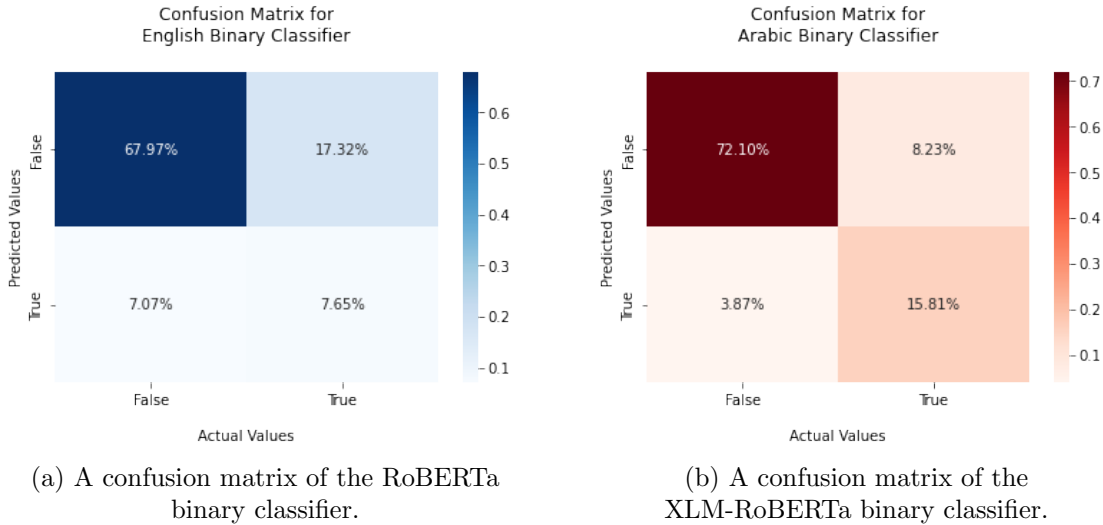 Confusion Matrix for
English Binary Classifier
Predicted Values
False
True
67.97%
17.32%
7.07%
7.65%
0.6
0.5
0.4
0.3
0.2
0.1
False
True
Actual Values
(a) A confusion matrix of the RoBERTa
binary classifier.
Confusion Matrix for
Arabic Binary Classifier
Predicted Values
False
True
72.10%
8.23%
3.87%
15.81%
0.7
0.6
0.5
0.4
0.3
0.2
0.1
False
True
Actual Values
(b) A confusion matrix of the
XLM-RoBERTa binary classifier.